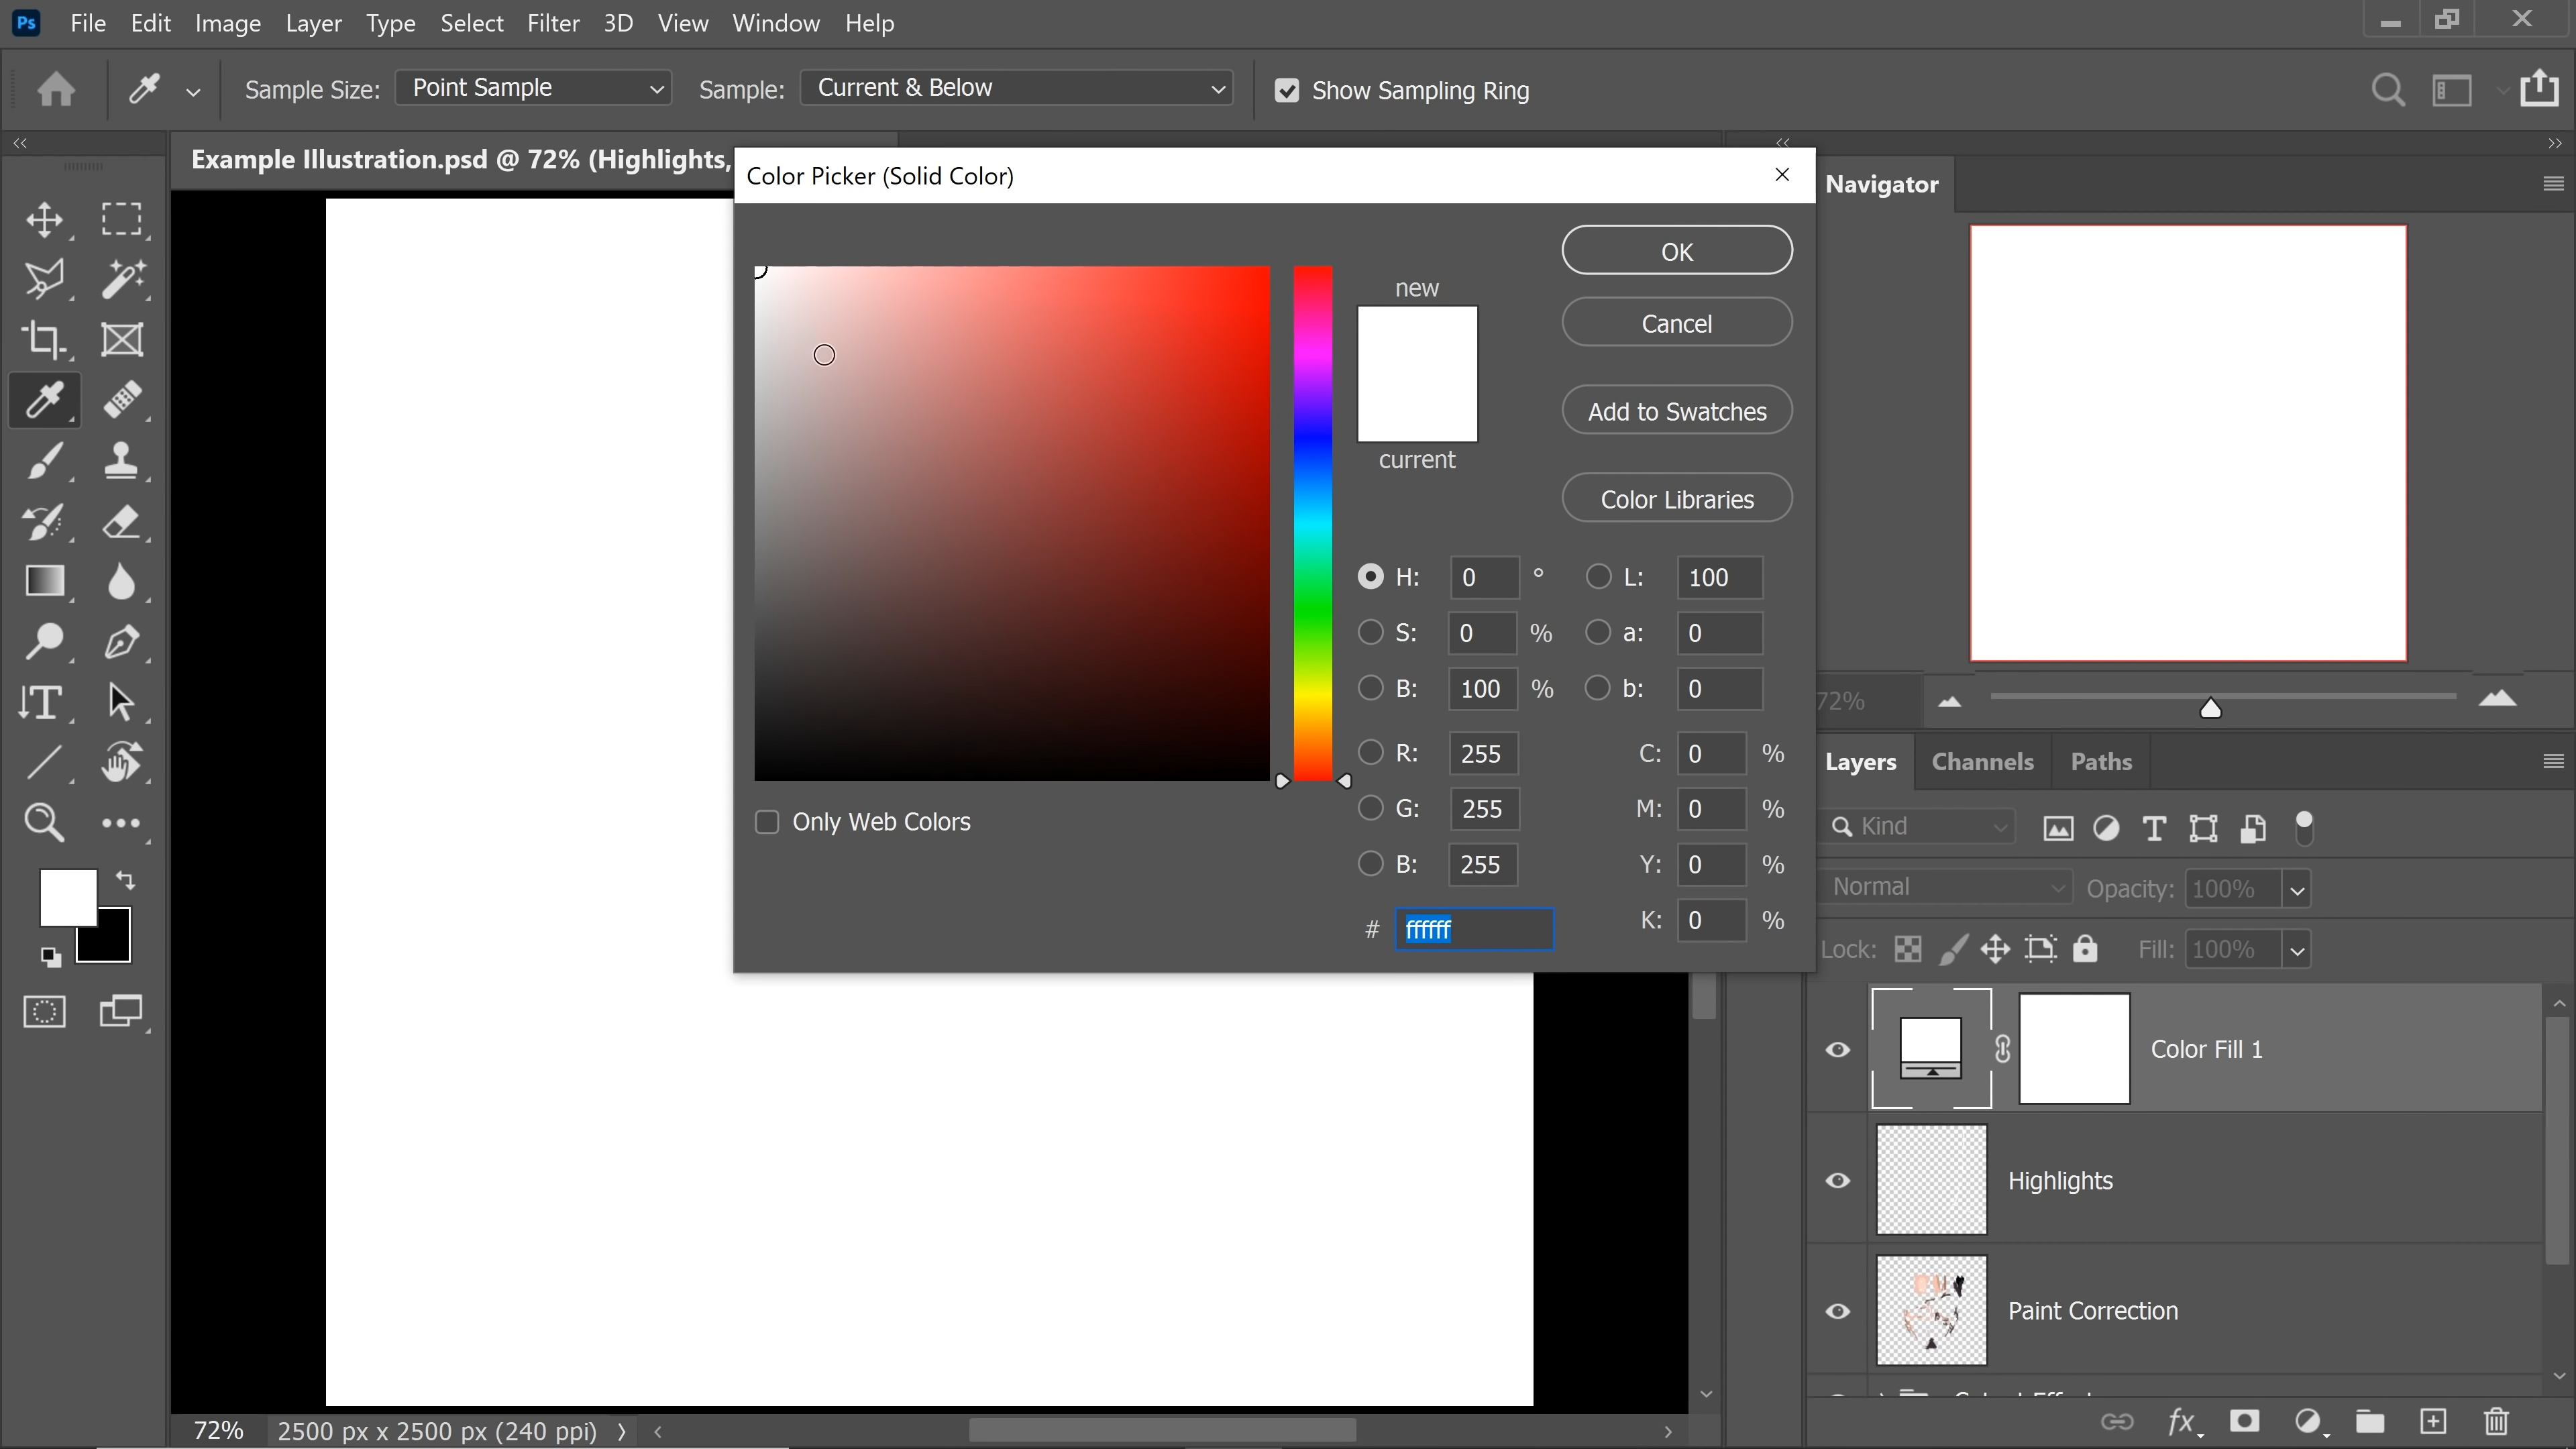 Ps File Edit Image Layer Type Select Filter 3D View Window Help
Sample Size: Point Sample Sample: Current & Below Show Sampling Ring
Example Illustration.psd @ 72% (Highlights,
Color Picker (Solid Color)
Navigator
OK
new
Cancel
Add to Swatches
current
Color Libraries
H: 0 ° L: 100
S: 0 % a: 0
B: 100 % b: 0
72%
R: 255 C: 0 %
Layers Channels Paths
G: 255 M: 0 %
Only Web Colors
Kind
B: 255 Y: 0 %
Normal Opacity: 100%
# ffffff K: 0 %
Lock: Fill: 100%
Color Fill 1
Highlights
Paint Correction
72% 2500 px x 2500 px (240 ppi)
fx